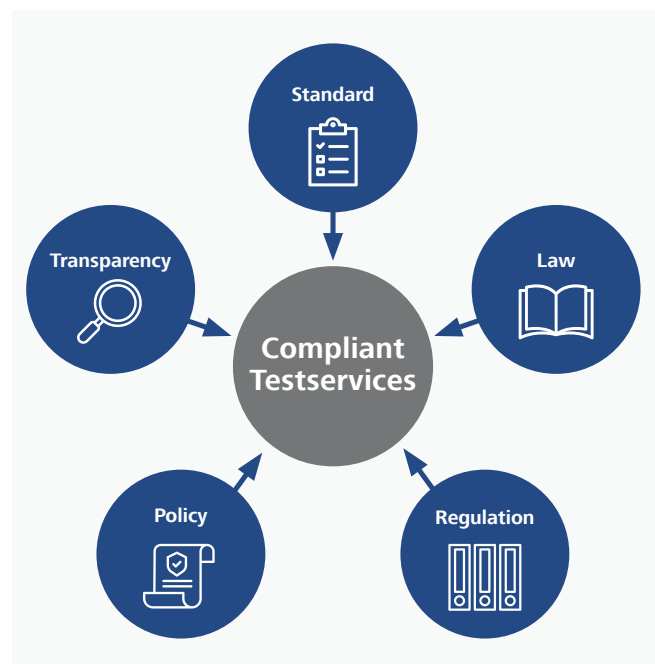 Standard
Transparency
Law
Compliant
Testservices
Policy
Regulation